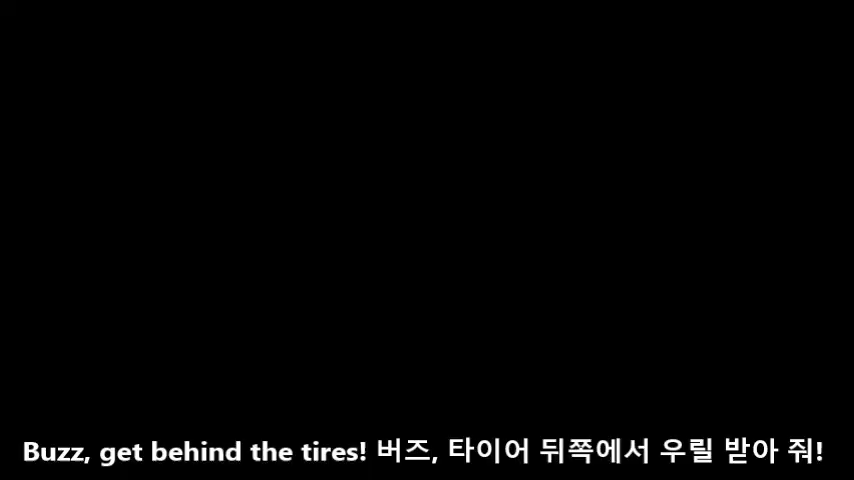 Buzz, get behind the tires! 버즈, 타이어 뒤쪽에서 우릴 받아 줘!